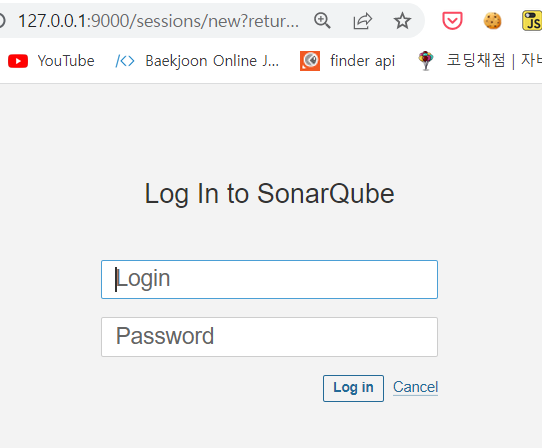 127.0.0.1:9000/sessions/new?retur...
JS
YouTube </> Baekjoon Online J... finder api 코딩채점 | 자바
Log In to SonarQube
Login
Password
Log in Cancel